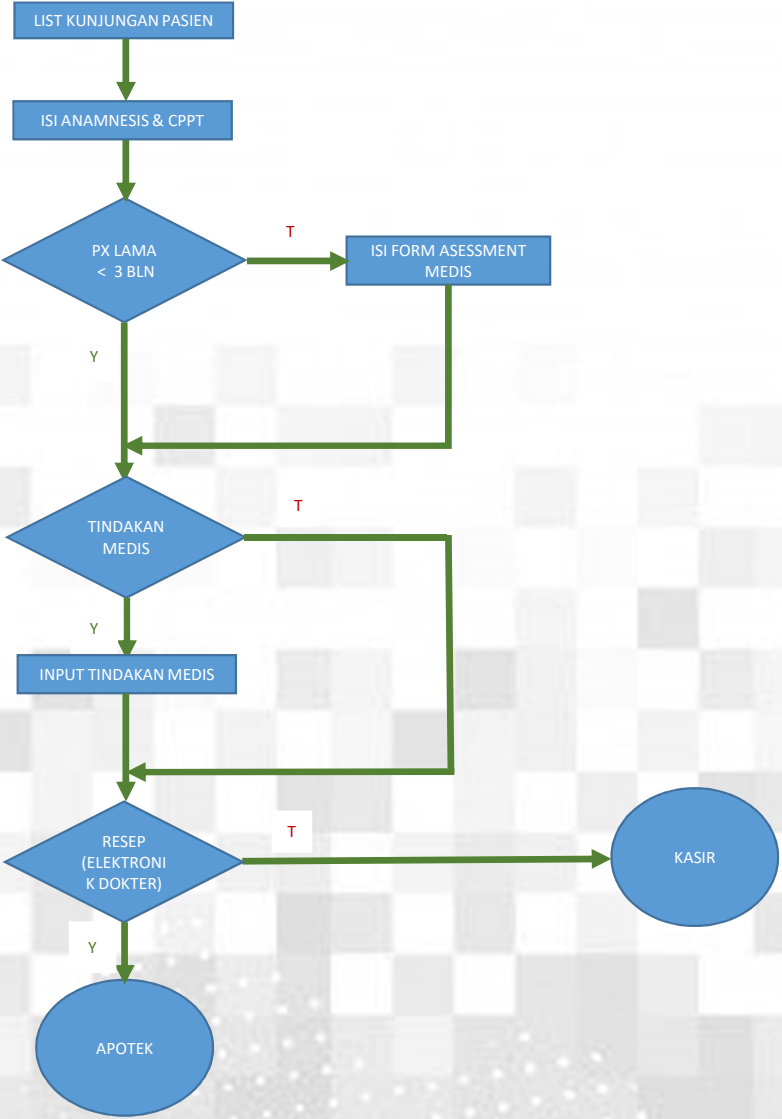 LIST KUNJUNGAN PASIEN
ISI ANAMNESIS & CPPT
PX LAMA
< 3 BLN
T
ISI FORM ASESSMENT
MEDIS
Y
TINDAKAN
MEDIS
T
Y
INPUT TINDAKAN MEDIS
RESEP
(ELEKTRONI
K DOKTER)
T
KASIR
Y
APOTEK